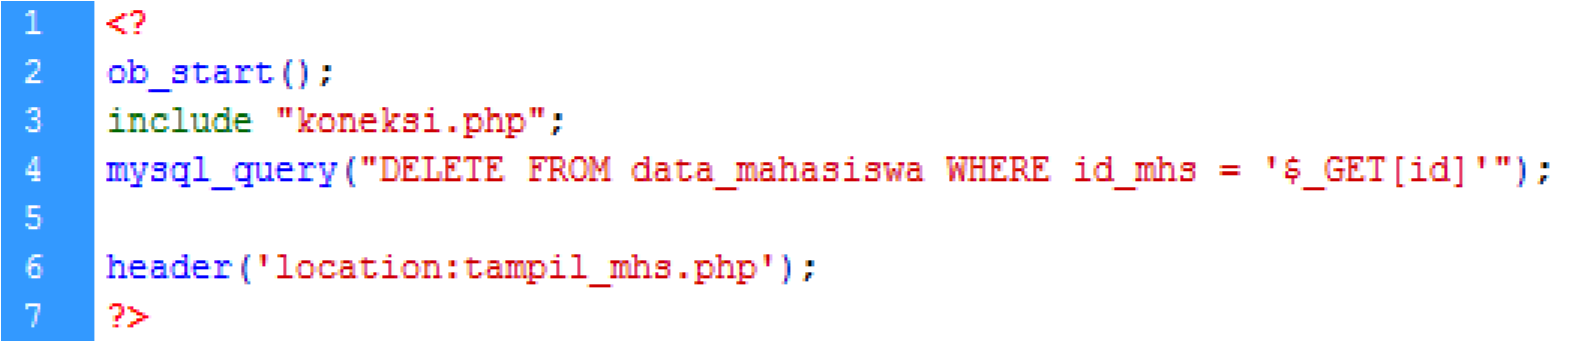 1 <?
2 ob_start();
3 include "koneksi.php";
4 mysql_query("DELETE FROM data_mahasiswa WHERE id_mhs = '$_GET[id]'");
5
6 header('location:tampil_mhs.php');
7 ?>